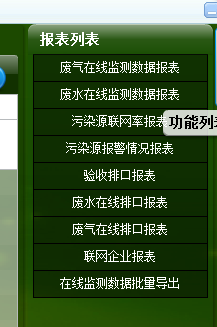 报表列表
废气在线监测数据报表
废水在线监测数据报表
污染源联网率报表
功能列表
污染源报警情况报表
验收排口报表
废水在线排口报表
废气在线排口报表
联网企业报表
在线监测数据批量导出